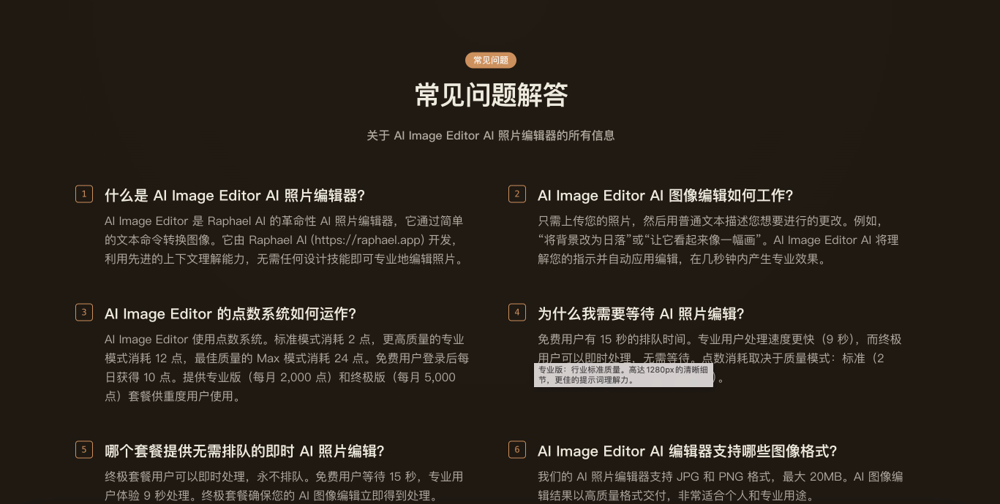 常见问题
常见问题解答
关于 AI Image Editor AI 照片编辑器的所有信息
1
什么是 AI Image Editor AI 照片编辑器?
AI Image Editor 是 Raphael AI 的革命性 AI 照片编辑器，它通过简单
的文本命令转换图像。它由 Raphael AI (https://raphael.app) 开发，
利用先进的上下文理解能力，无需任何设计技能即可专业地编辑照片。
2
AI Image Editor AI 图像编辑如何工作?
只需上传您的照片，然后用普通文本描述您想要进行的更改。例如，
“将背景改为日落”或“让它看起来像一幅画”。AI Image Editor AI 将理
解您的指示并自动应用编辑，在几秒钟内产生专业效果。
3
AI Image Editor 的点数系统如何运作?
AI Image Editor 使用点数系统。标准模式消耗 2 点，更高质量的专业
模式消耗 12 点，最佳质量的 Max 模式消耗 24 点。免费用户登录后每
日获得 10 点。提供专业版（每月 2,000 点）和终极版（每月 5,000
点）套餐供重度用户使用。
4
为什么我需要等待 AI 照片编辑?
免费用户有 15 秒的排队时间。专业用户处理速度更快（9 秒），而终极
用户可以即时处理，无需等待。点数消耗取决于质量模式：标准（2
）。
专业版：行业标准质量。高达1280px的清晰细
节，更佳的提示词理解力。
5
哪个套餐提供无需排队的即时 AI 照片编辑?
终极套餐用户可以即时处理，永不排队。免费用户等待 15 秒，专业用
户体验 9 秒处理。终极套餐确保您的 AI 图像编辑立即得到处理。
6
AI Image Editor AI 编辑器支持哪些图像格式?
我们的 AI 照片编辑器支持 JPG 和 PNG 格式，最大 20MB。AI 图像编
辑结果以高质量格式交付，非常适合个人和专业用途。